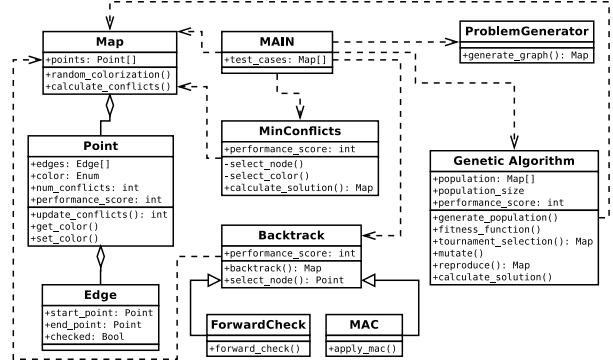 Map
+points: Point[]
+random_colorization()
+calculate_conflicts()
MAIN
+test_cases: Map[]
ProblemGenerator
+generate_graph(): Map
Point
+edges: Edge[]
+color: Enum
+num_conflicts: int
+performance_score: int
+update_conflicts(): int
+get_color()
+set_color()
MinConflicts
+performance_score: int
-select_node()
-select_color()
+calculate_solution(): Map
Genetic Algorithm
+population: Map[]
+population_size
+performance_score: int
+generate_population()
+fitness_function()
+tournament_selection(): Map
+mutate()
+reproduce(): Map
+calculate_solution()
Backtrack
+performance_score: int
+backtrack(): Map
+select_node(): Point
Edge
+start_point: Point
+end_point: Point
+checked: Bool
ForwardCheck
+forward_check()
MAC
+apply_mac()